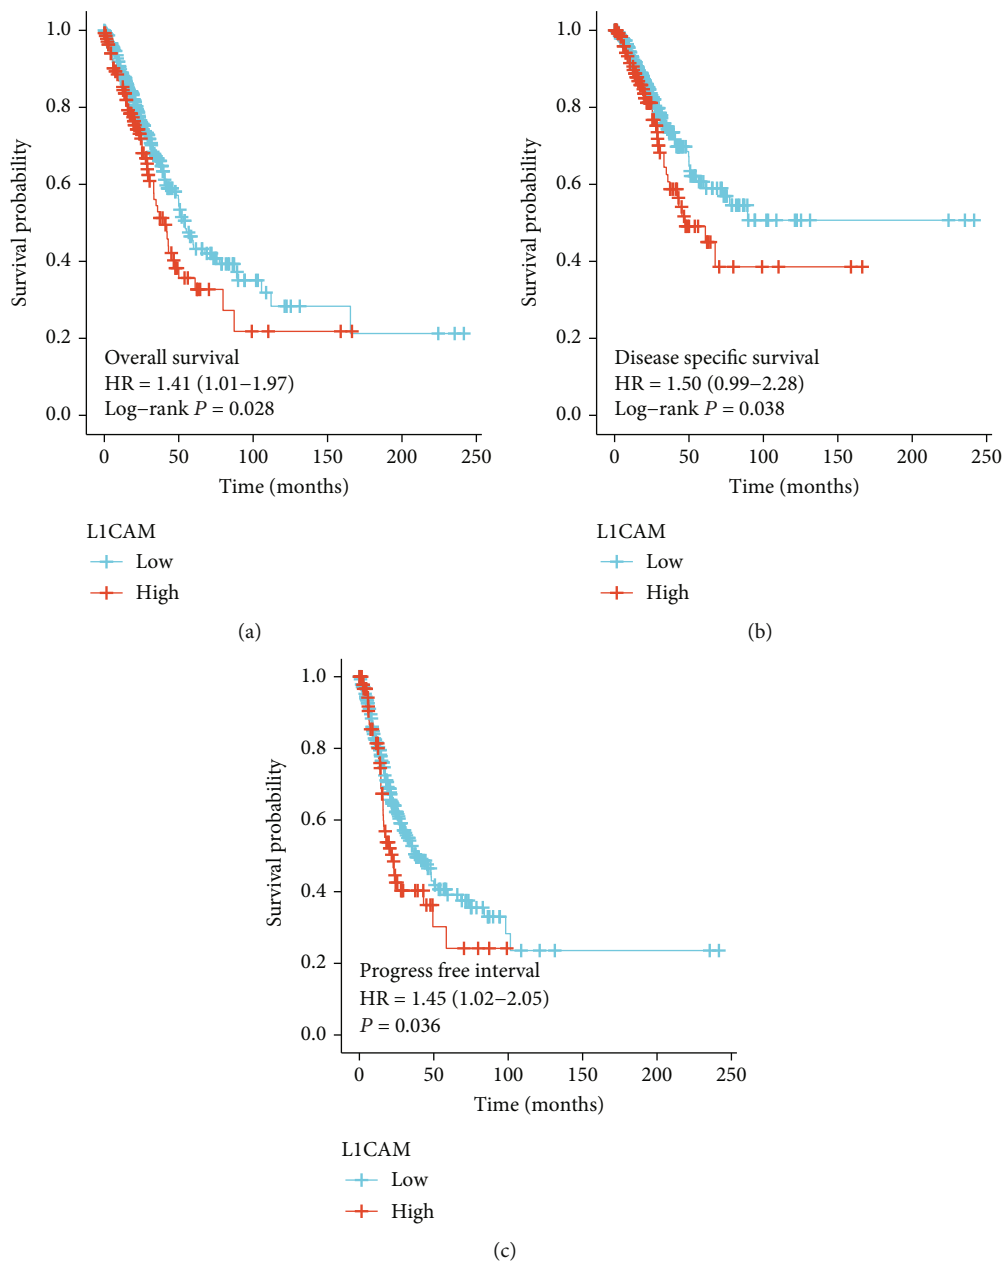 1.0
0.8
0.6
0.4
0.2
0.0
Survival probability
Overall survival
HR = 1.41 (1.01−1.97)
Log−rank P = 0.028
0 50 100 150 200 250
Time (months)
L1CAM
Low
High
(a)
1.0
0.8
0.6
0.4
0.2
0.0
Survival probability
Disease specific survival
HR = 1.50 (0.99−2.28)
Log−rank P = 0.038
0 50 100 150 200 250
Time (months)
L1CAM
Low
High
(b)
1.0
0.8
0.6
0.4
0.2
0.0
Survival probability
Progress free interval
HR = 1.45 (1.02−2.05)
P = 0.036
0 50 100 150 200 250
Time (months)
L1CAM
Low
High
(c)